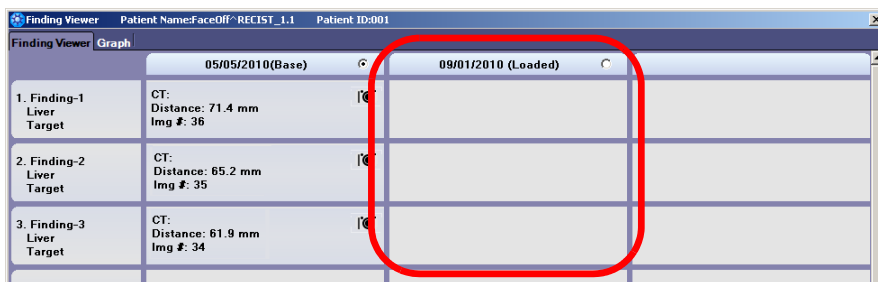 Finding Viewer Patient Name:FaceOff^RECIST_1.1 Patient ID:001
Finding Viewer Graph
05/05/2010(Base) 09/01/2010 (Loaded)
1. Finding-1
Liver
Target
CT:
Distance: 71.4 mm
Img #: 36
2. Finding-2
Liver
Target
CT:
Distance: 65.2 mm
Img #: 35
3. Finding-3
Liver
Target
CT:
Distance: 61.9 mm
Img #: 34